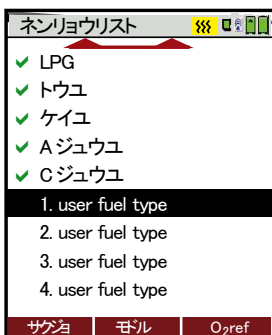 ネンリョウリスト
LPG
トウユ
ケイユ
Aジュウユ
Cジュウユ
1. user fuel type
2. user fuel type
3. user fuel type
4. user fuel type
サクジョ モドル O₂ref